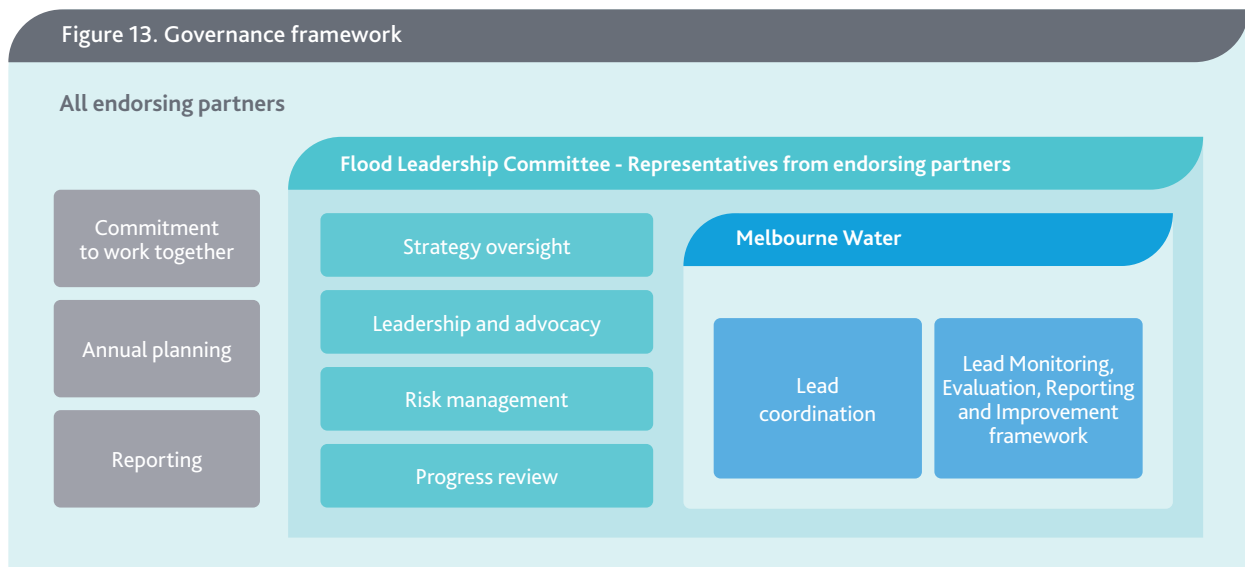 Figure 13. Governance framework
All endorsing partners
Flood Leadership Committee - Representatives from endorsing partners
Commitment
to work together
Annual planning
Reporting
Strategy oversight
Leadership and advocacy
Risk management
Progress review
Melbourne Water
Lead
coordination
Lead Monitoring,
Evaluation, Reporting
and Improvement
framework